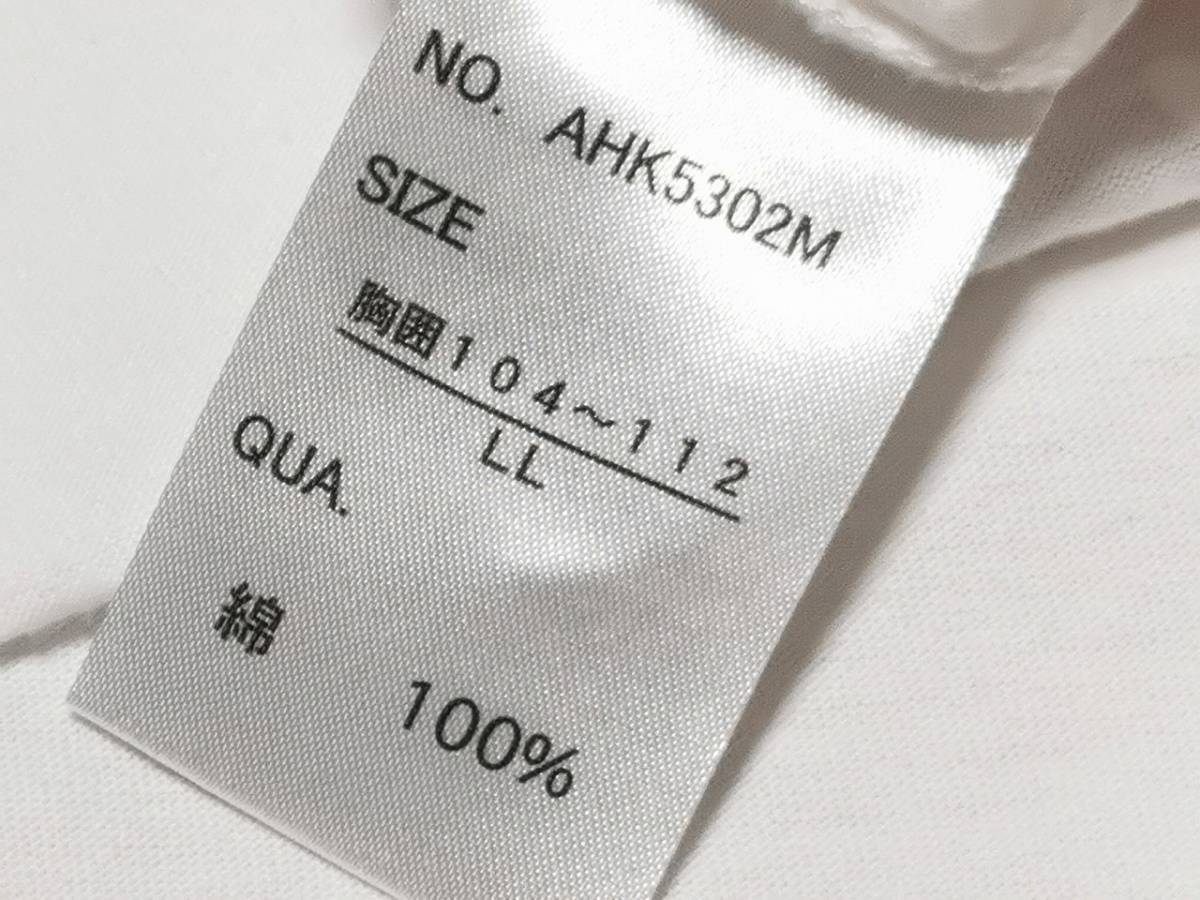 NO. AHK5302M
SIZE
胸囲104～112
LL
QUA.
綿
100%